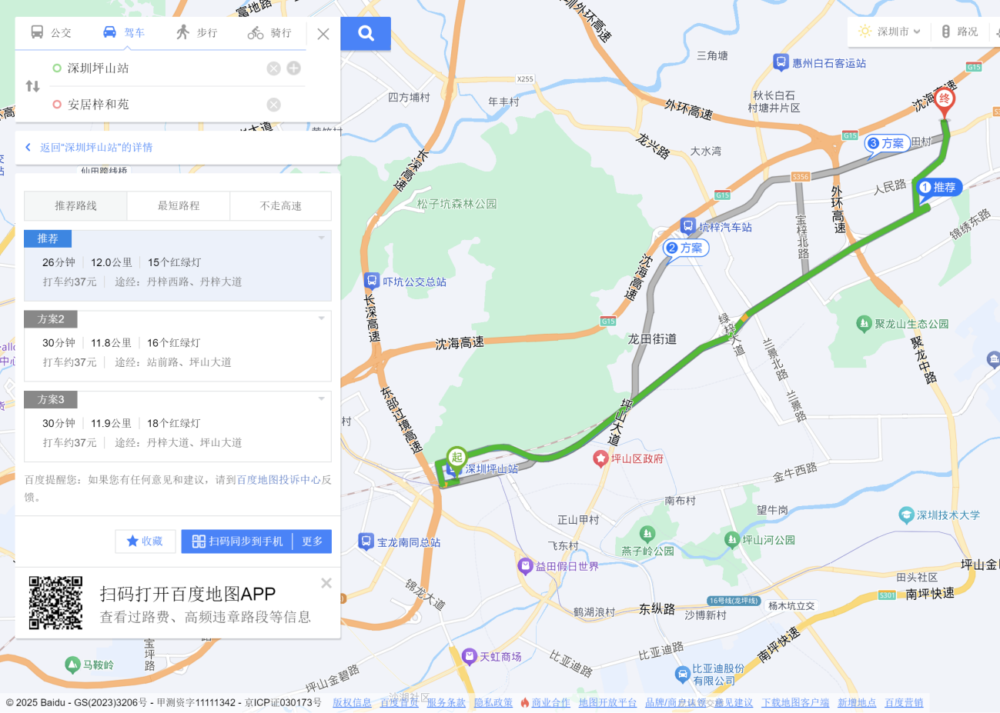 公交
驾车
步行
骑行
深圳坪山站
安居梓和苑
返回“深圳坪山站”的详情
推荐路线
最短路程
不走高速
推荐
26分钟 12.0公里 15个红绿灯
打车约37元 途经：丹梓西路、丹梓大道
方案2
30分钟 11.8公里 16个红绿灯
打车约37元 途经：站前路、坪山大道
方案3
30分钟 11.9公里 18个红绿灯
打车约37元 途经：丹梓大道、坪山大道
百度提醒您：如果您有任何意见和建议，请到百度地图投诉中心反
馈。
收藏
扫码同步到手机
更多
扫码打开百度地图APP
查看过路费、高频违章路段等信息
深圳市
路况
富地路
深圳外环高速
三角塘
惠州白石客运站
G15
X255
四方埔村
年丰村
外环高速
秋长白石
村塘井片区
沈海高速
终
G15
3 方案
田村
龙兴路
大水湾
仙田跨线桥
长深高速
S356
人民路
1 推荐
G15
外环高速
松子坑森林公园
坑梓汽车站
宝梓北路
锦绣东路
2 方案
沈海高速
吓坑公交总站
长深高速
G15
绿梓大道
聚龙山生态公园
沈海高速
龙田街道
兰景北路
聚龙中路
东部过境高速
坪山大道
兰景路
村
起
深圳坪山站
坪山区政府
金牛西路
南布村
望牛岗
深圳技术大学
正山甲村
燕子岭公园
坪山河公园
宝龙南同总站
飞东村
益田假日世界
田头社区
锦龙大道
16号线(龙坪线)
S301
南坪快速
鹤湖浪村
东纵路
沙博新村
杨木坑立交
南坪快速
宝坪路
马鞍岭
天虹商场
比亚迪路
比亚迪路
比亚迪股份
有限公司
坪山金碧路
沙湖社区
© 2025 Baidu - GS(2023)3206号 - 甲测资字11111342 - 京ICP证030173号 版权信息 百度首页 服务条款 隐私政策 商业合作 地图开放平台 品牌/商户认领 意见建议 下载地图客户端 新增地点 百度营销